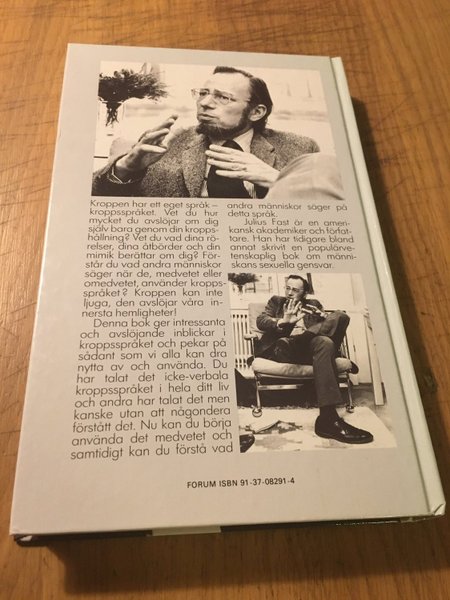 Kroppen har ett eget språk –
kroppsspråket. Vet du hur
mycket du avslöjar om dig
själv bara genom din kropps-
hållning? Vet du vad dina rö-
relser, dina åtbörder och din
mimik berättar om dig? För-
står du vad andra människor
säger när de, medvetet eller
omedvetet, använder kropps-
språket? Kroppen kan inte
ljuga, den avslöjar våra in-
nersta hemligheter!
Denna bok ger intressanta
och avslöjande inblickar i
kroppsspråket och pekar på
sådant som vi alla kan dra
nytta av och använda. Du
har talat det icke-verbala
kroppsspråket i hela ditt liv
och andra har talat det men
kanske utan att någondera
förstått det. Nu kan du börja
använda det medvetet och
samtidigt kan du förstå vad
andra människor säger på
detta språk.
Julius Fast är en ameri-
kansk akademiker och författ-
tare. Han har tidigare bland
annat skrivit en populärve-
tenskaplig bok om männi-
skans sexuella gensvar.
FORUM ISBN 91-37-08291-4